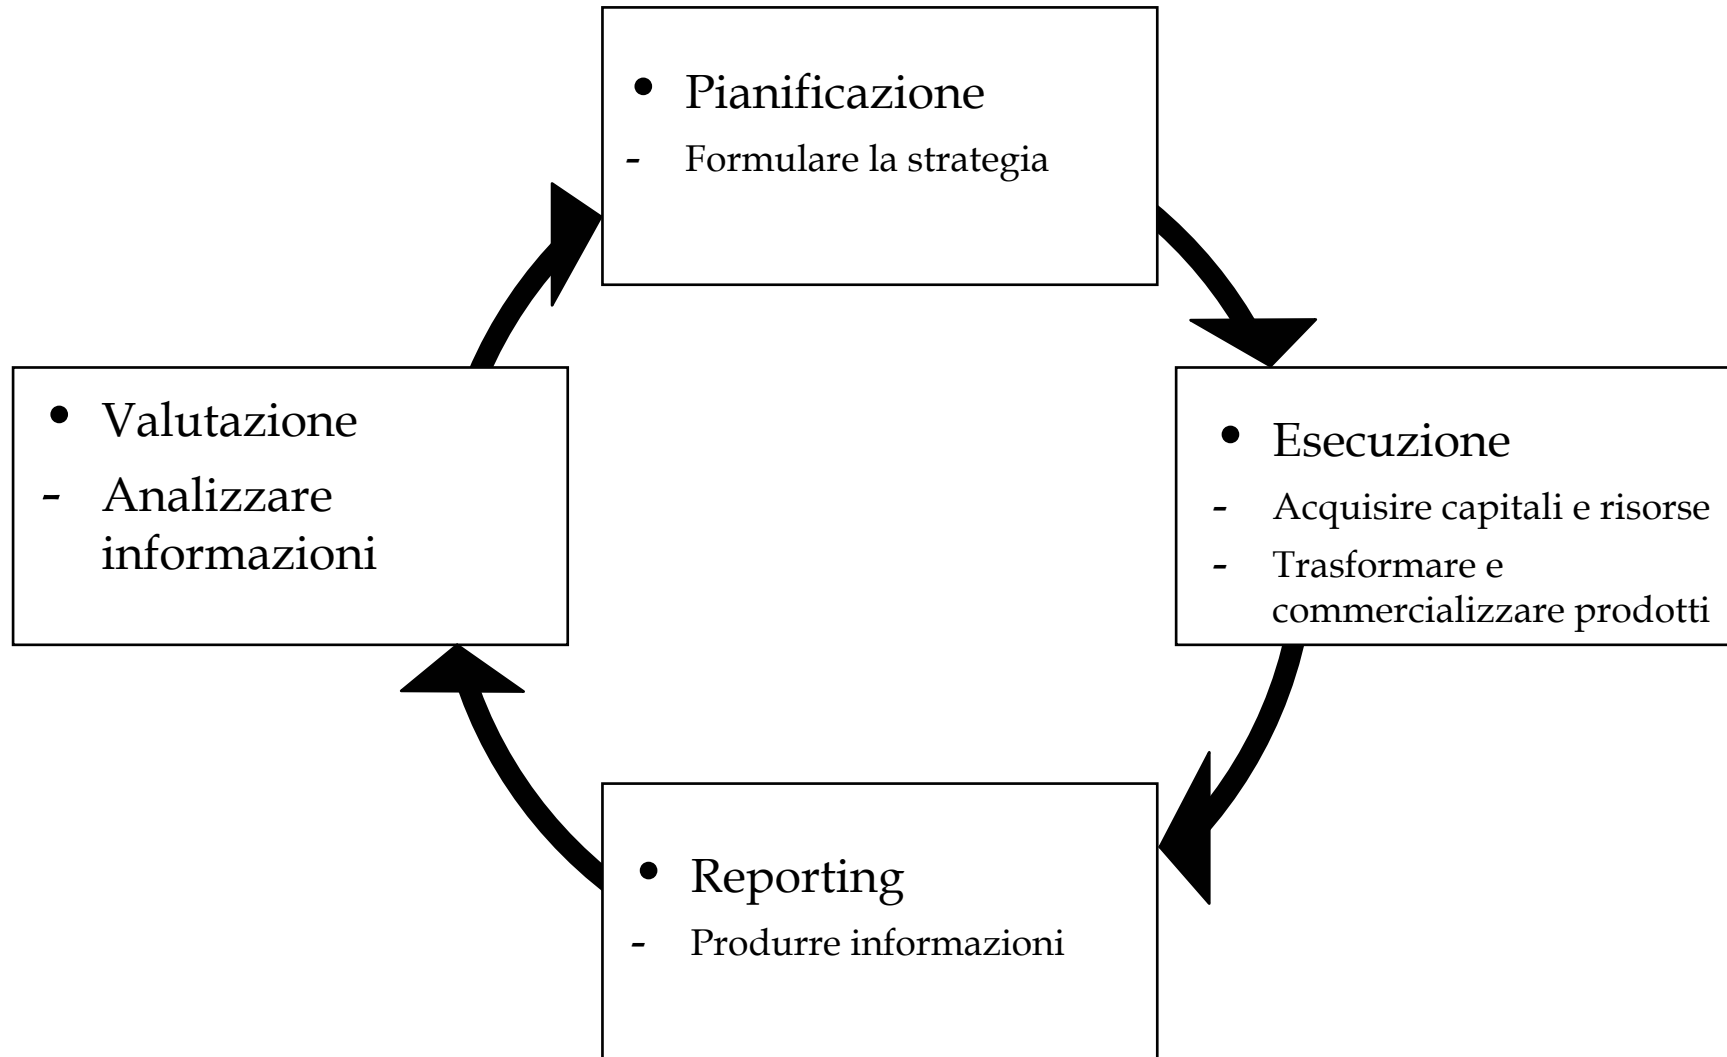 • Pianificazione
- Formulare la strategia
• Valutazione
- Analizzare
informazioni
• Esecuzione
- Acquisire capitali e risorse
- Trasformare e
commercializzare prodotti
• Reporting
- Produrre informazioni